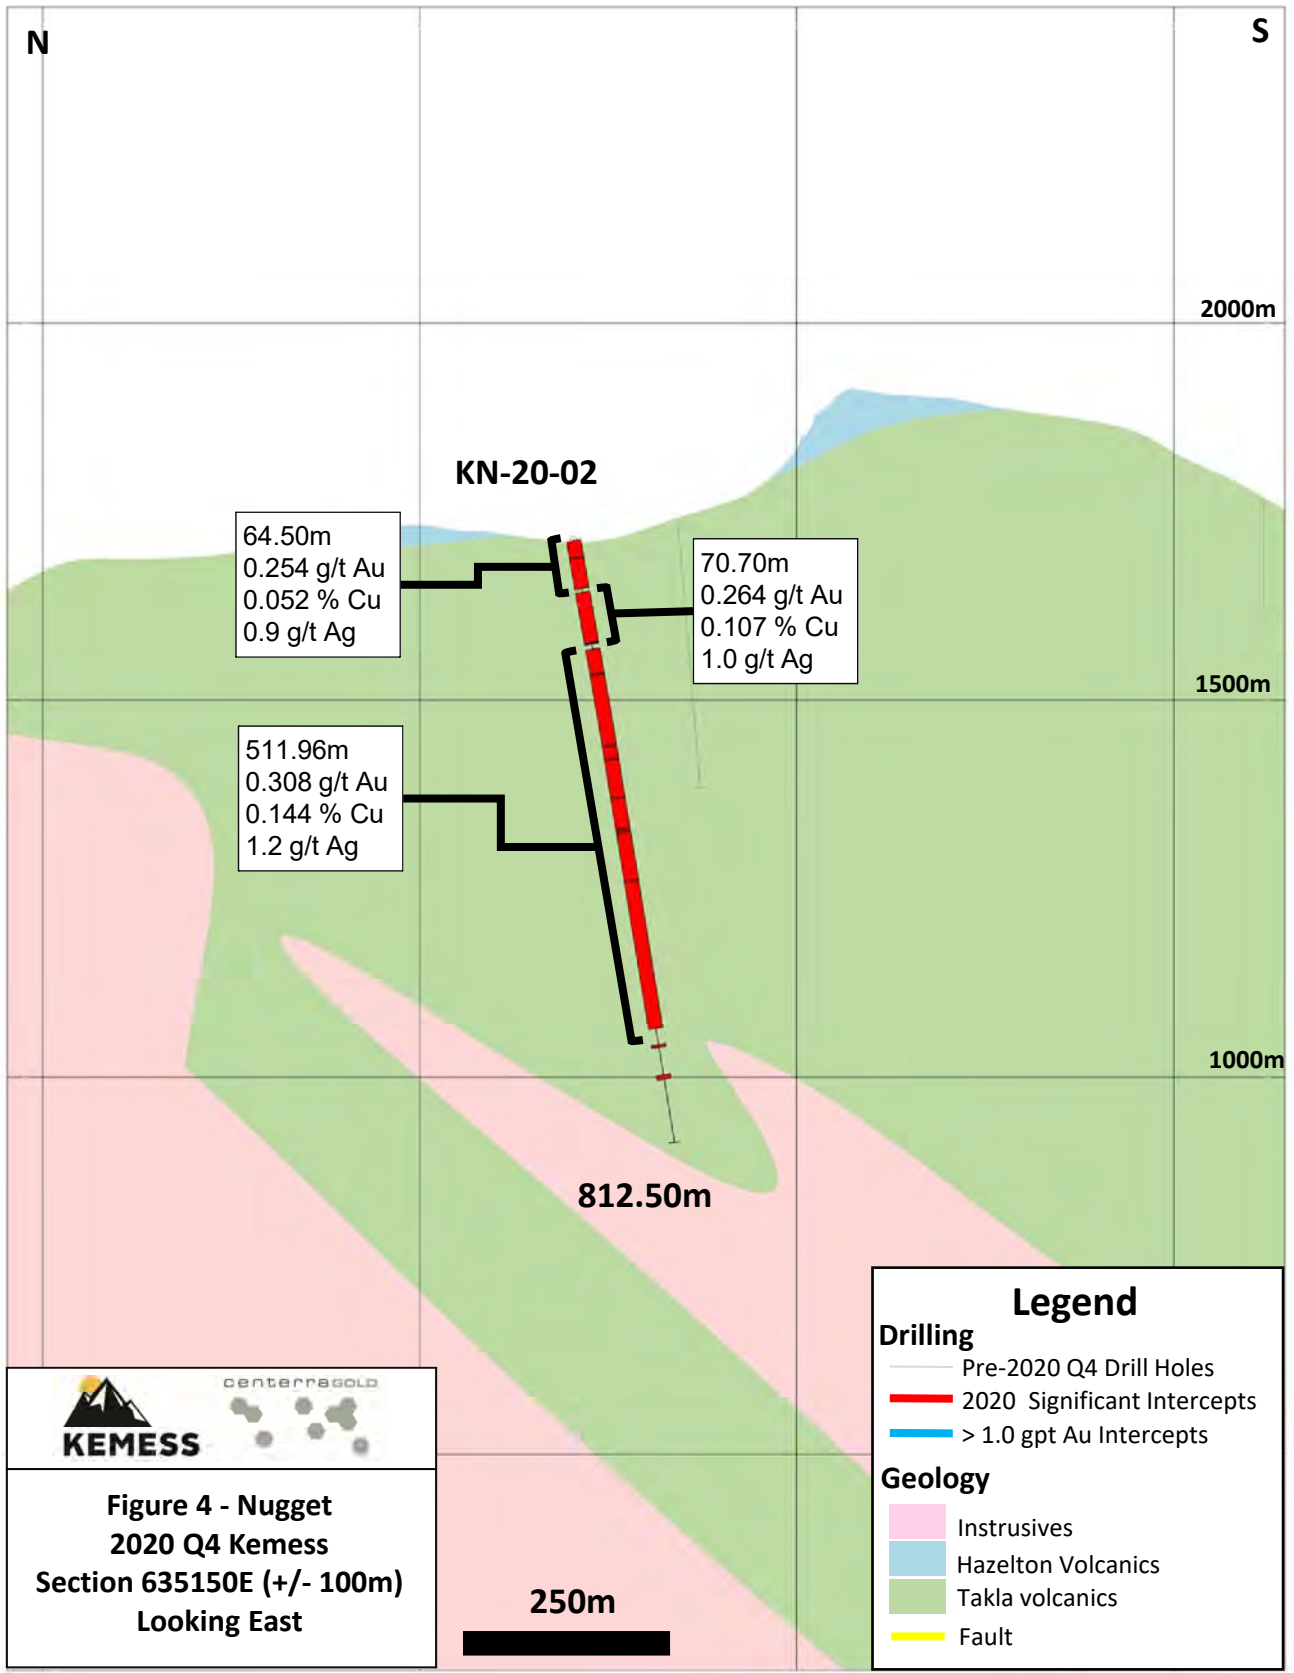 N
S
2000m
KN-20-02
64.50m
0.254 g/t Au
0.052 % Cu
0.9 g/t Ag
70.70m
0.264 g/t Au
0.107 % Cu
1.0 g/t Ag
1500m
511.96m
0.308 g/t Au
0.144 % Cu
1.2 g/t Ag
1000m
812.50m
Legend
Drilling
Pre-2020 Q4 Drill Holes
2020 Significant Intercepts
> 1.0 gpt Au Intercepts
Geology
Instrusives
Hazelton Volcanics
Takla volcanics
Fault
KEMESS
centerraGOLD
Figure 4 - Nugget
2020 Q4 Kemess
Section 635150E (+/- 100m)
Looking East
250m